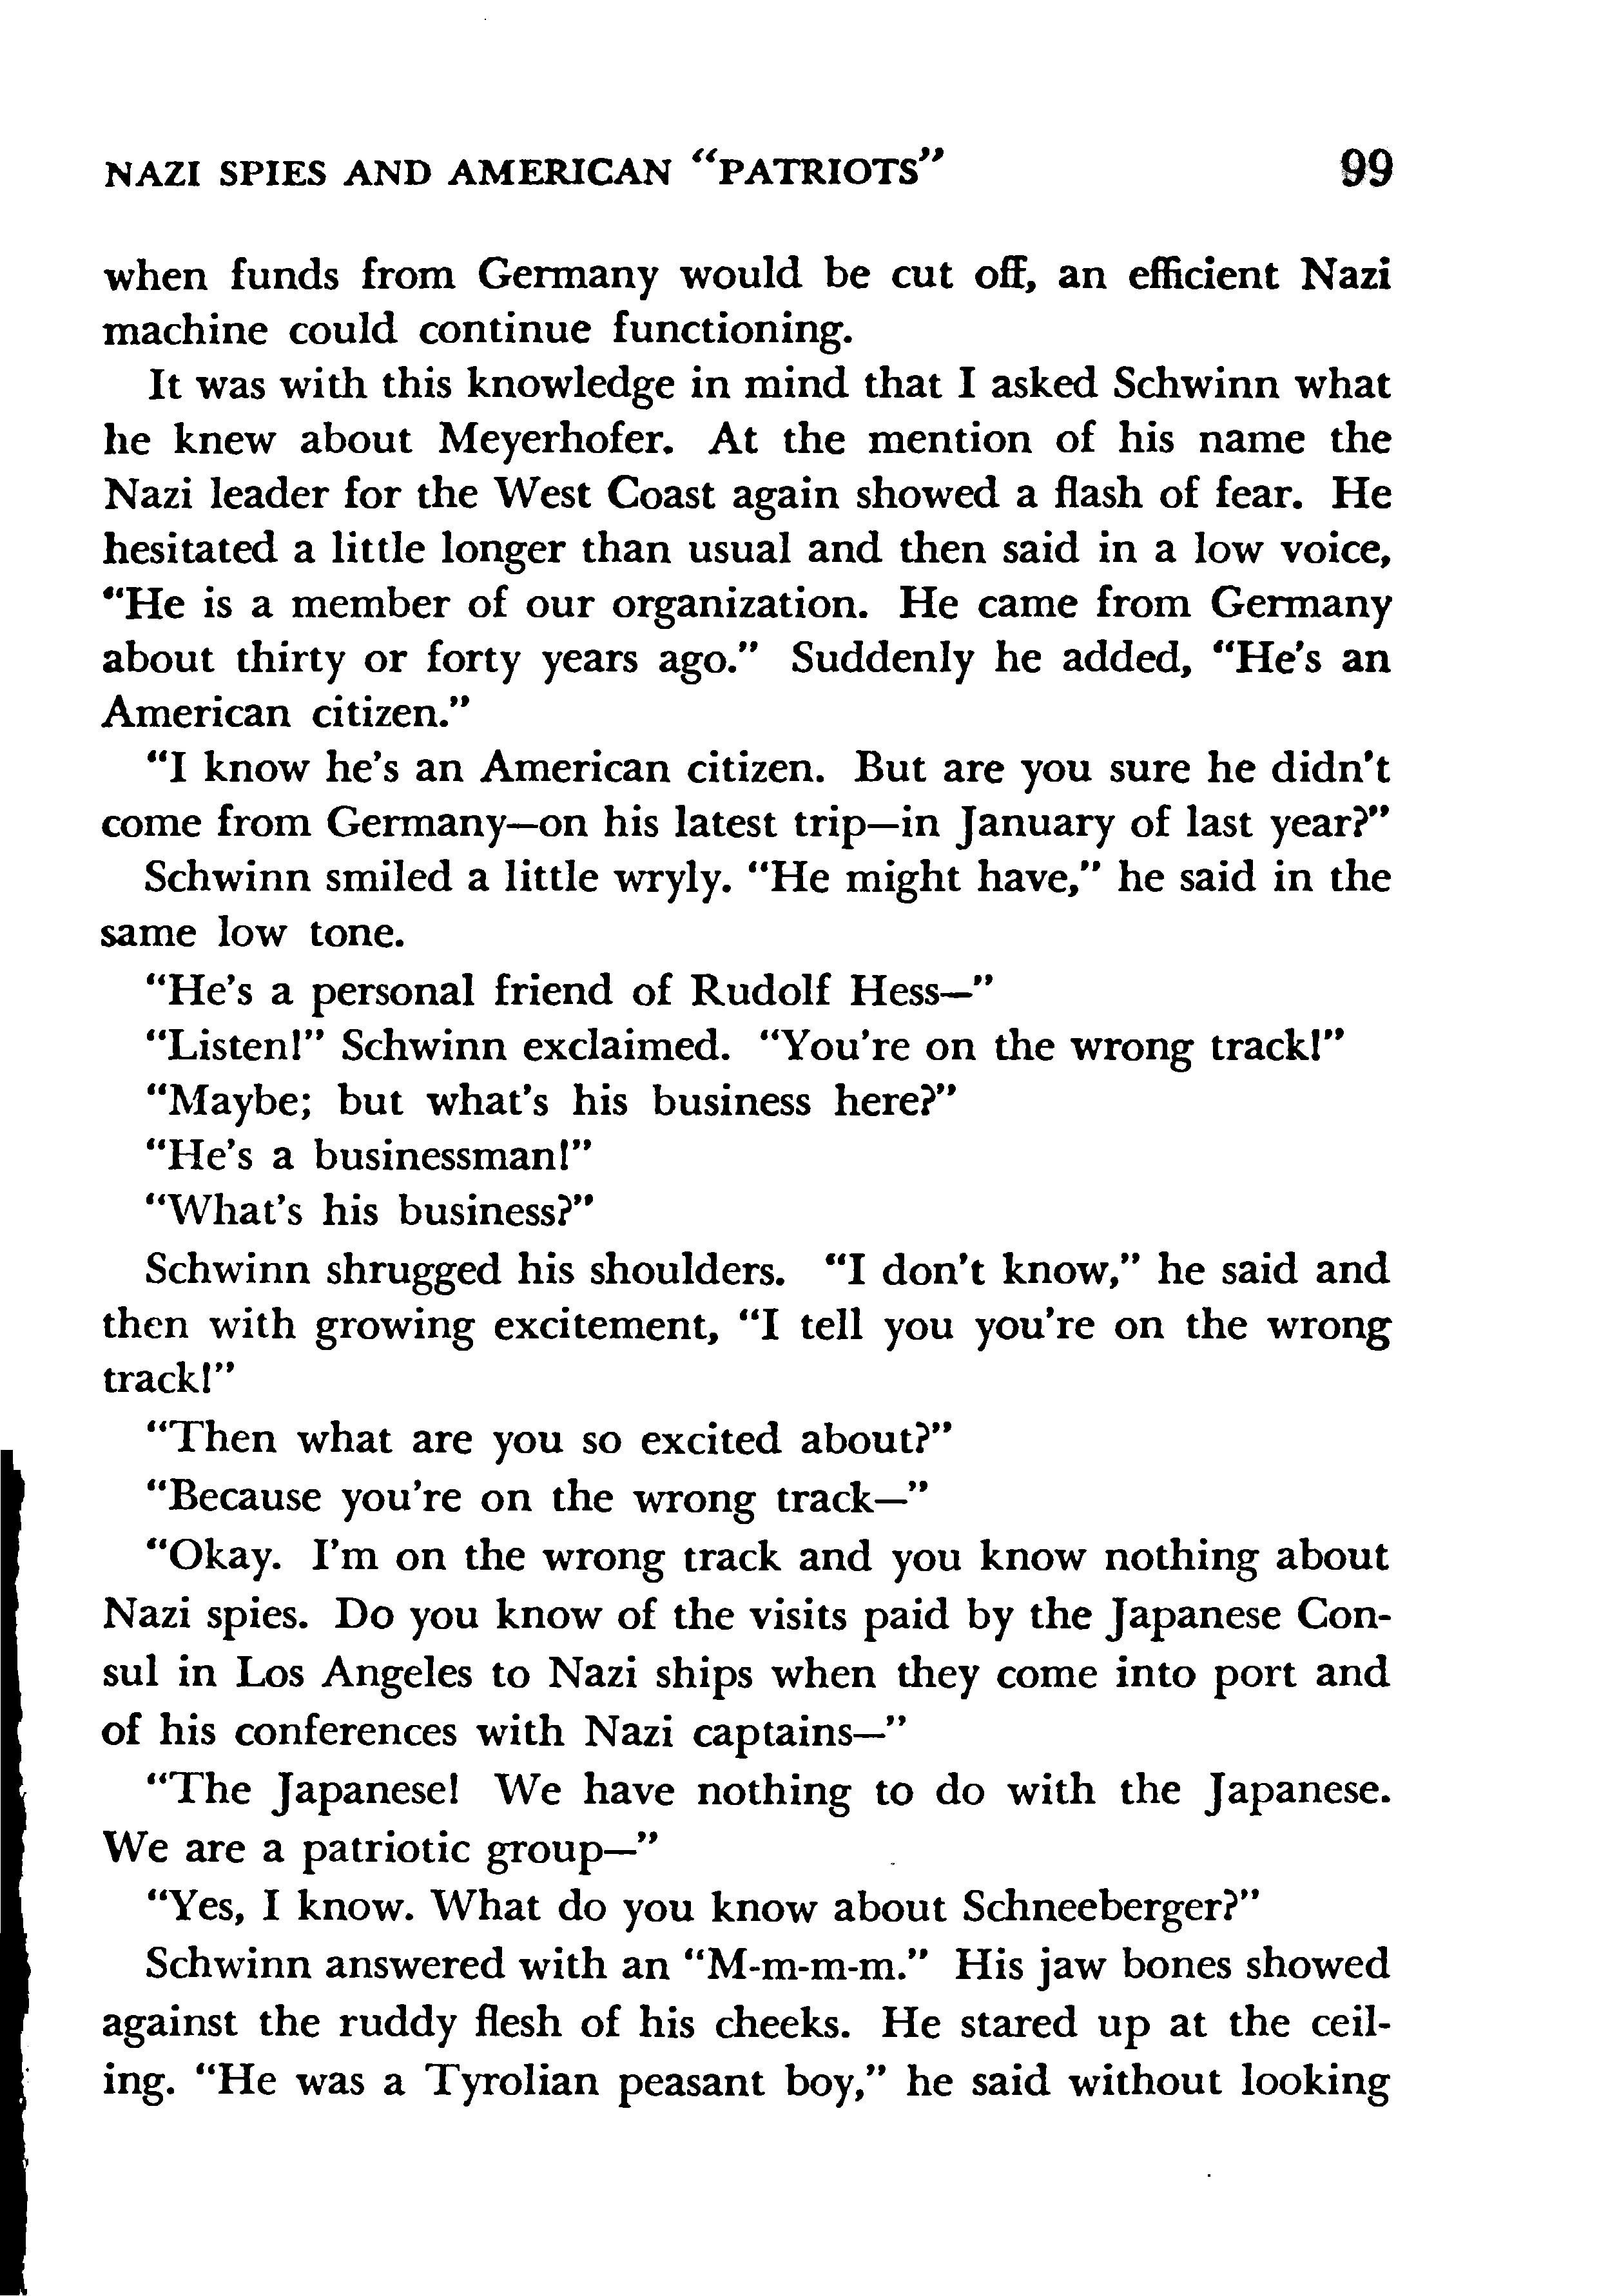 NAZI SPIES AND AMERICAN “PATRIOTS” 99
when funds from Germany would be cut off, an efficient Nazi
machine could continue functioning.
It was with this knowledge in mind that I asked Schwinn what
he knew about Meyerhofer. At the mention of his name the
Nazi leader for the West Coast again showed a flash of fear. He
hesitated a little longer than usual and then said in a low voice,
“He is a member of our organization. He came from Germany
about thirty or forty years ago.” Suddenly he added, “He’s an
American citizen.”
“I know he’s an American citizen. But are you sure he didn’t
come from Germany—on his latest trip—in January of last year?”
Schwinn smiled a little wryly. “He might have,” he said in the
same low tone.
“He’s a personal friend of Rudolf Hess—”
“Listen!” Schwinn exclaimed. “You’re on the wrong track!”
“Maybe; but what’s his business here?”
“He’s a businessman!”
“What’s his business?”
Schwinn shrugged his shoulders. “I don’t know,” he said and
then with growing excitement, “I tell you you’re on the wrong
track!”
“Then what are you so excited about?”
“Because you’re on the wrong track—”
“Okay. I’m on the wrong track and you know nothing about
Nazi spies. Do you know of the visits paid by the Japanese Con-
sul in Los Angeles to Nazi ships when they come into port and
of his conferences with Nazi captains—”
“The Japanese! We have nothing to do with the Japanese.
We are a patriotic group—”
“Yes, I know. What do you know about Schneeberger?”
Schwinn answered with an “M-m-m-m.” His jaw bones showed
against the ruddy flesh of his cheeks. He stared up at the ceil-
ing. “He was a Tyrolian peasant boy,” he said without looking